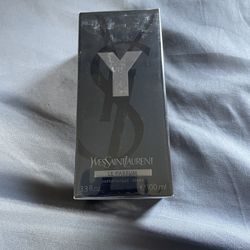 Y
YSL
YVESSAINTLAURENT
LE PARFUM
3.3 fl.oz. 100 ml